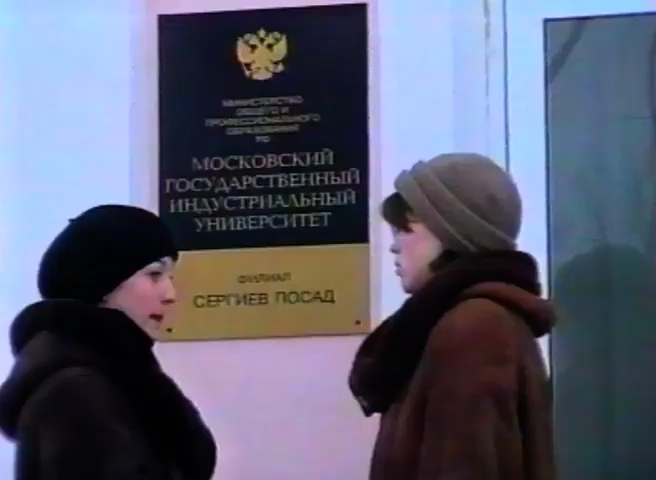 МИНИСТЕРСТВО
ОБЩЕГО И
ПРОФЕССИОНАЛЬНОГО
ОБРАЗОВАНИЯ
РФ
МОСКОВСКИЙ
ГОСУДАРСТВЕННЫЙ
ИНДУСТРИАЛЬНЫЙ
УНИВЕРСИТЕТ
ФИЛИАЛ
СЕРГИЕВ ПОСАД